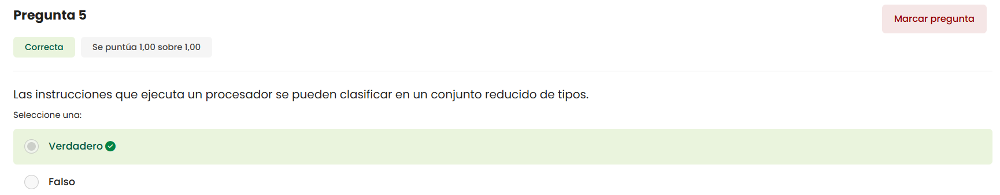 Pregunta 5
Marcar pregunta
Correcta
Se puntúa 1,00 sobre 1,00
Las instrucciones que ejecuta un procesador se pueden clasificar en un conjunto reducido de tipos.
Seleccione una:
Verdadero
Falso